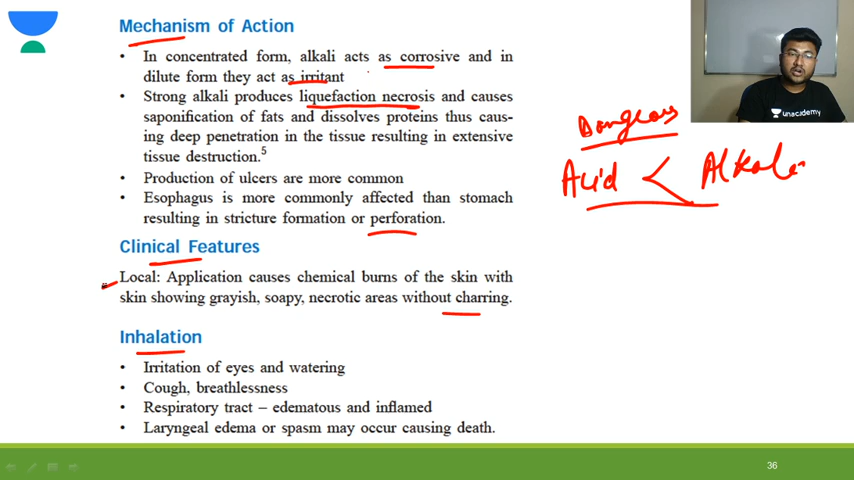 Mechanism of Action
• In concentrated form, alkali acts as corrosive and in
dilute form they act as irritant
• Strong alkali produces liquefaction necrosis and causes
saponification of fats and dissolves proteins thus caus-
ing deep penetration in the tissue resulting in extensive
tissue destruction.5
• Production of ulcers are more common
• Esophagus is more commonly affected than stomach
resulting in stricture formation or perforation.
Clinical Features
Local: Application causes chemical burns of the skin with
skin showing grayish, soapy, necrotic areas without charring.
Inhalation
• Irritation of eyes and watering
• Cough, breathlessness
• Respiratory tract – edematous and inflamed
• Laryngeal edema or spasm may occur causing death.
Acid < Alkali
unacademy
36